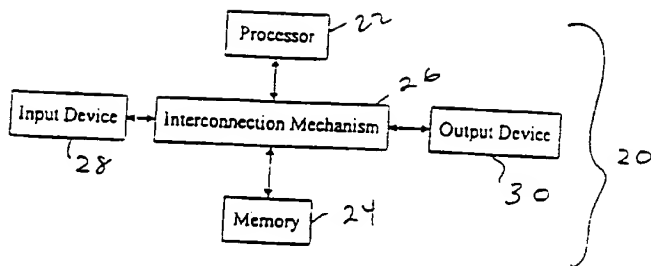 Processor
22
26
Input Device
Interconnection Mechanism
Output Device
28
30
20
Memory
24